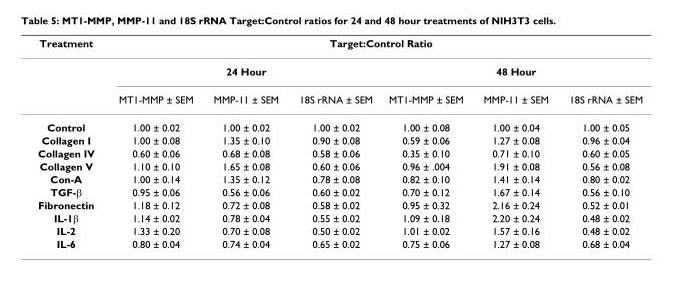 Table 5: MT1-MMP, MMP-11 and 18S rRNA Target:Control ratios for 24 and 48 hour treatments of NIH3T3 cells.
Treatment Target:Control Ratio
24 Hour 48 Hour
MT1-MMP ± SEM MMP-11 ± SEM 18S rRNA ± SEM MT1-MMP ± SEM MMP-11 ± SEM 18S rRNA ± SEM
Control 1.00 ± 0.02 1.00 ± 0.02 1.00 ± 0.02 1.00 ± 0.08 1.00 ± 0.04 1.00 ± 0.05
Collagen I 1.00 ± 0.08 1.35 ± 0.10 0.90 ± 0.08 0.59 ± 0.06 1.27 ± 0.08 0.96 ± 0.04
Collagen IV 0.60 ± 0.06 0.68 ± 0.08 0.58 ± 0.06 0.35 ± 0.10 0.71 ± 0.10 0.60 ± 0.05
Collagen V 1.10 ± 0.10 1.65 ± 0.08 0.60 ± 0.06 0.96 ± .004 1.91 ± 0.08 0.56 ± 0.08
Con-A 1.00 ± 0.14 1.35 ± 0.12 0.78 ± 0.08 0.82 ± 0.10 1.41 ± 0.14 0.80 ± 0.02
TGF-β 0.95 ± 0.06 0.56 ± 0.06 0.60 ± 0.02 0.70 ± 0.12 1.67 ± 0.14 0.56 ± 0.10
Fibronectin 1.18 ± 0.12 0.72 ± 0.08 0.58 ± 0.02 0.95 ± 0.32 2.16 ± 0.24 0.52 ± 0.01
IL-1β 1.14 ± 0.02 0.78 ± 0.04 0.55 ± 0.02 1.09 ± 0.18 2.20 ± 0.24 0.48 ± 0.02
IL-2 1.33 ± 0.20 0.70 ± 0.08 0.50 ± 0.02 1.01 ± 0.02 1.57 ± 0.16 0.48 ± 0.02
IL-6 0.80 ± 0.04 0.74 ± 0.04 0.65 ± 0.02 0.75 ± 0.06 1.27 ± 0.08 0.68 ± 0.04